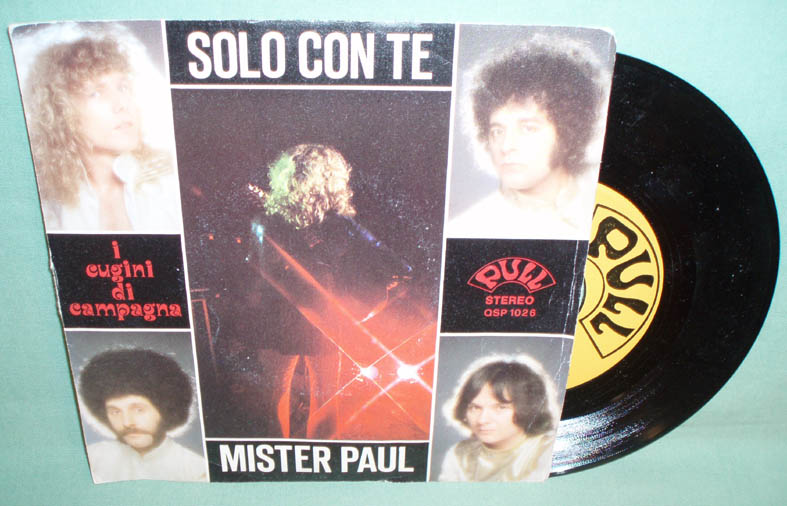 SOLO CON TE
i
cugini
di
campagna
PULL
STEREO
QSP 1026
MISTER PAUL
PULL